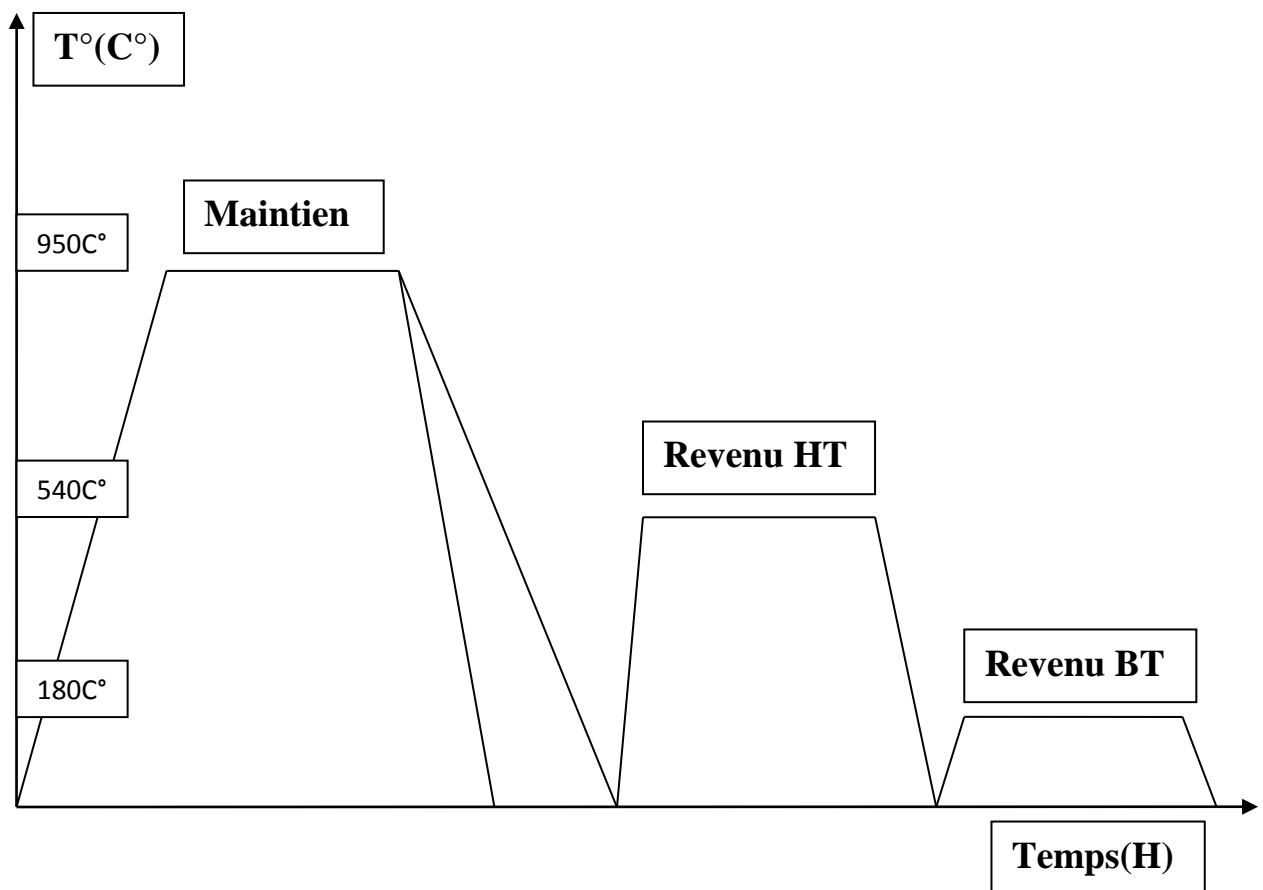 T°(C°)
Maintien
950C°
Revenu HT
540C°
Revenu BT
180C°
Temps(H)